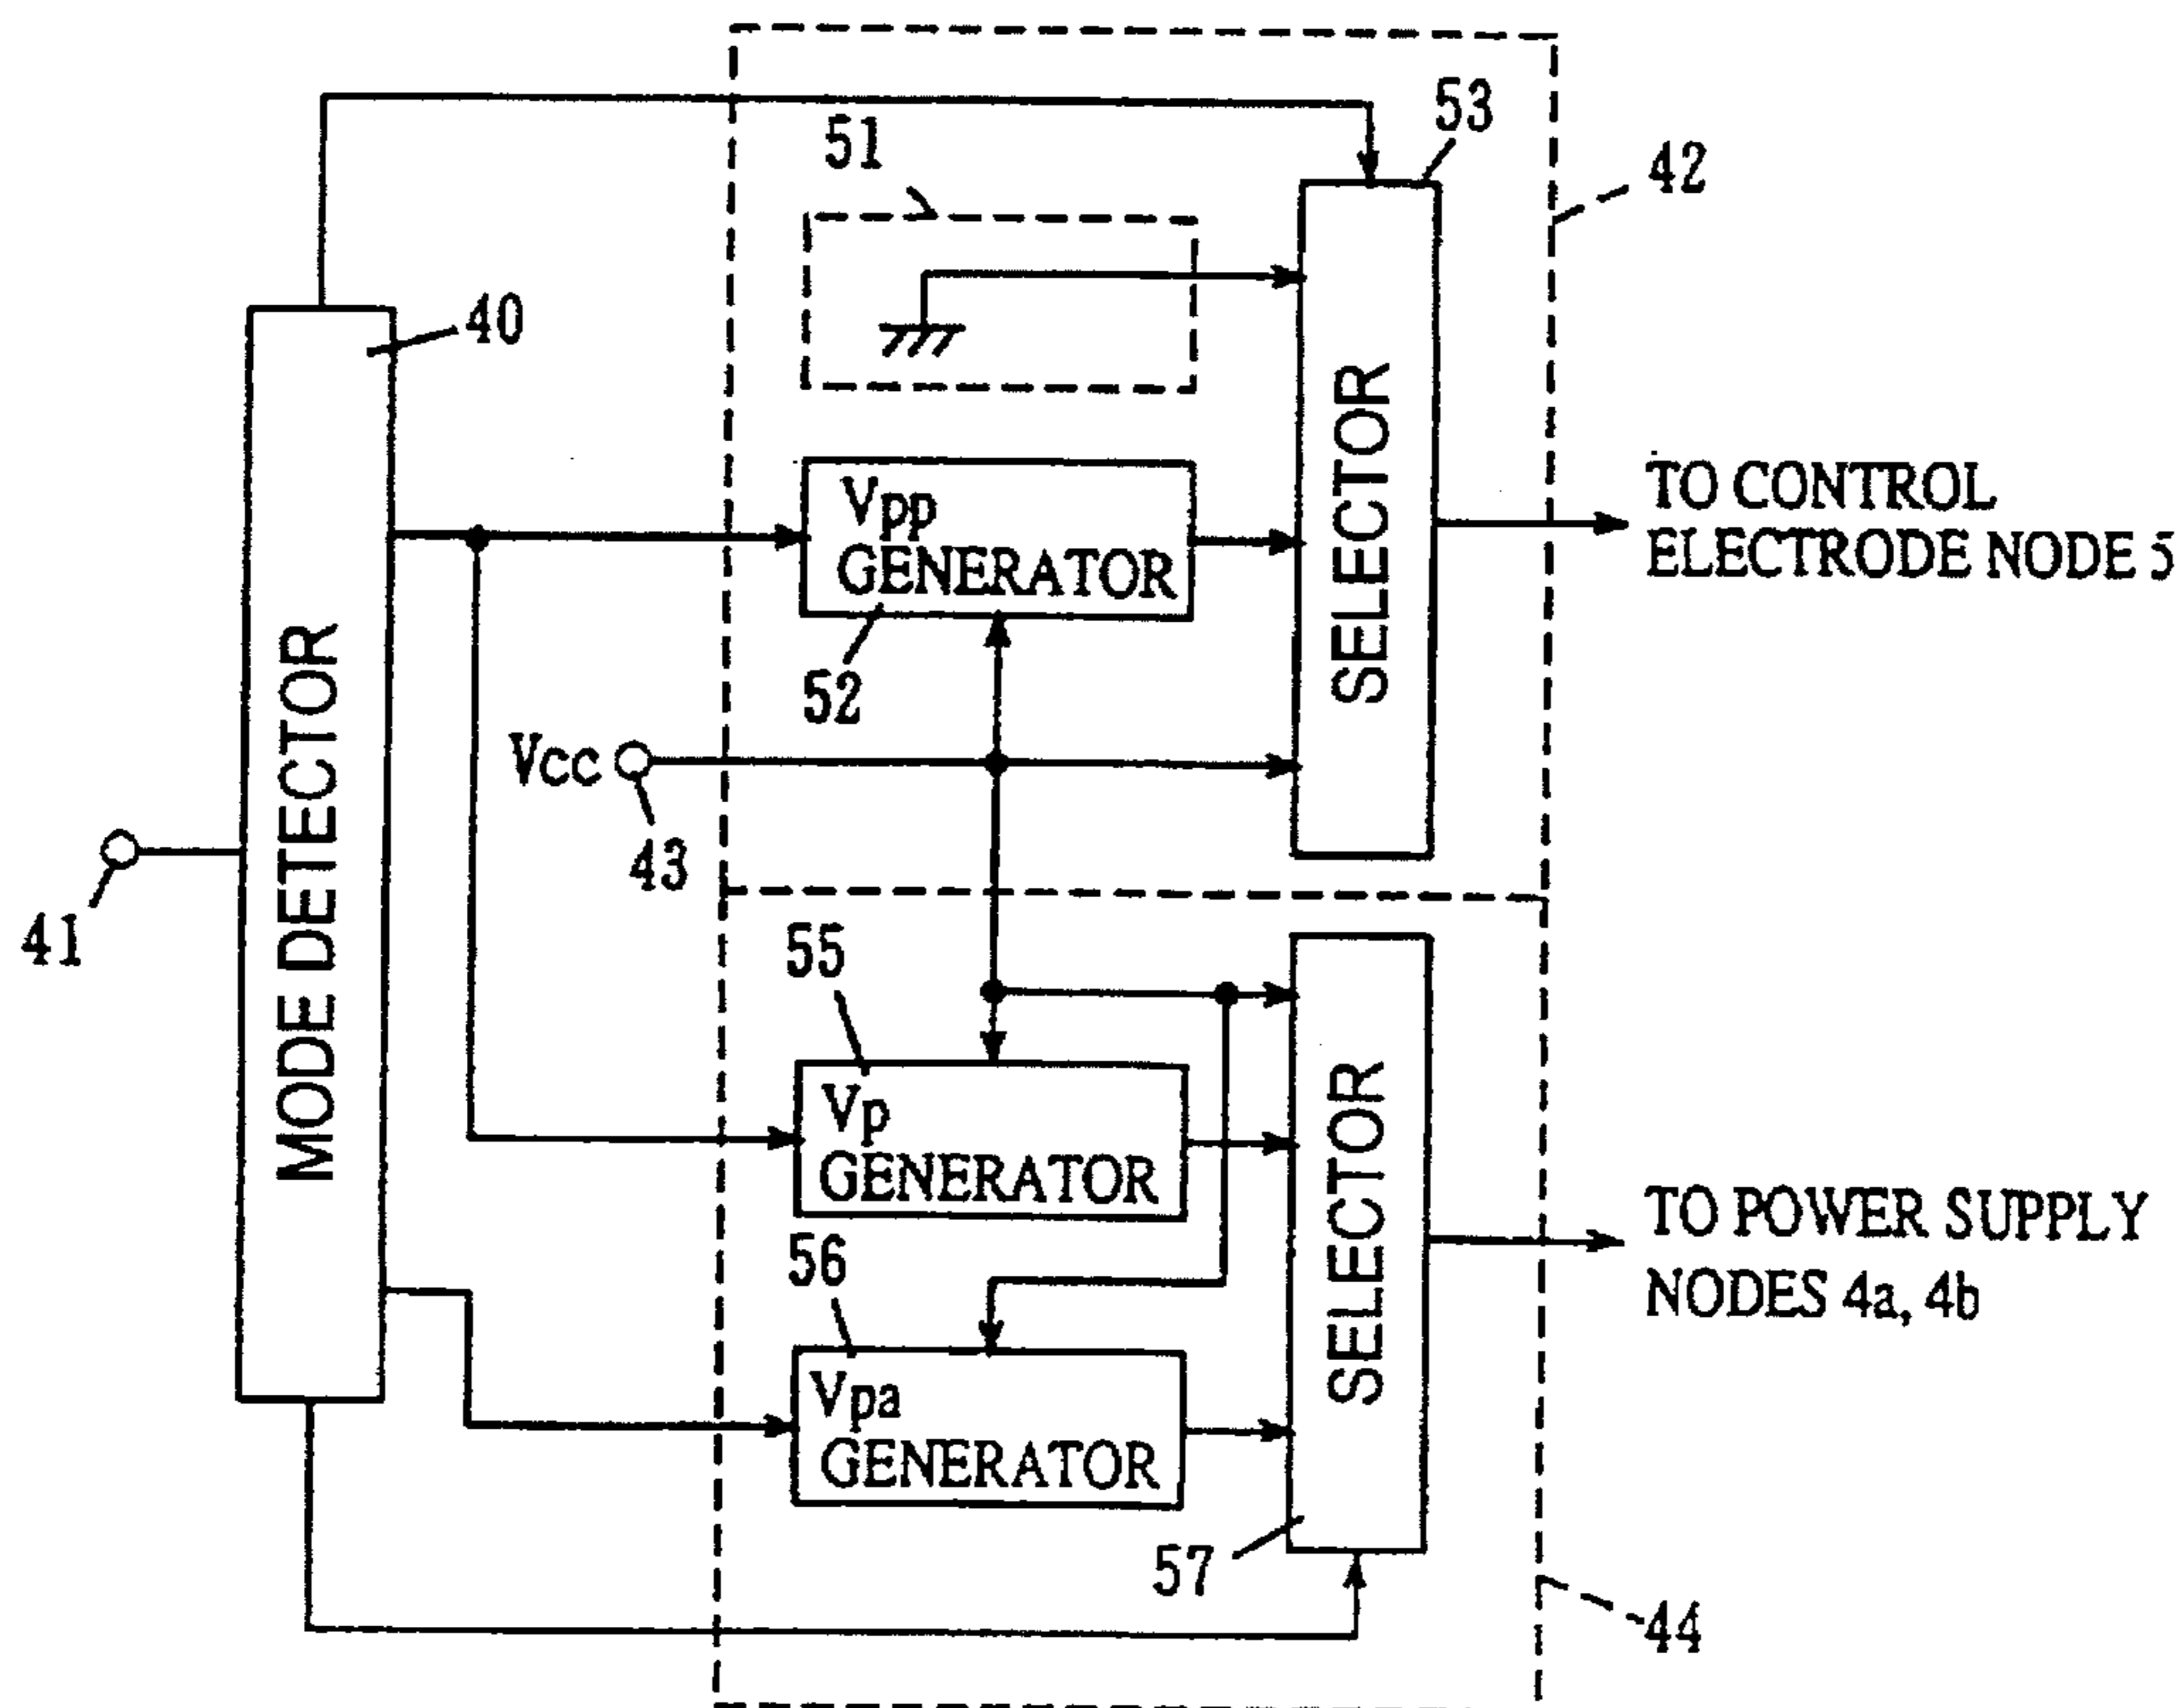 53
51
42
40
SELECTOR
Vpp
GENERATOR
TO CONTROL
ELECTRODE NODE 5
52
MODE DETECTOR
Vcc
43
41
55
SELECTOR
Vp
GENERATOR
TO POWER SUPPLY
NODES 4a, 4b
56
Vpa
GENERATOR
57
44